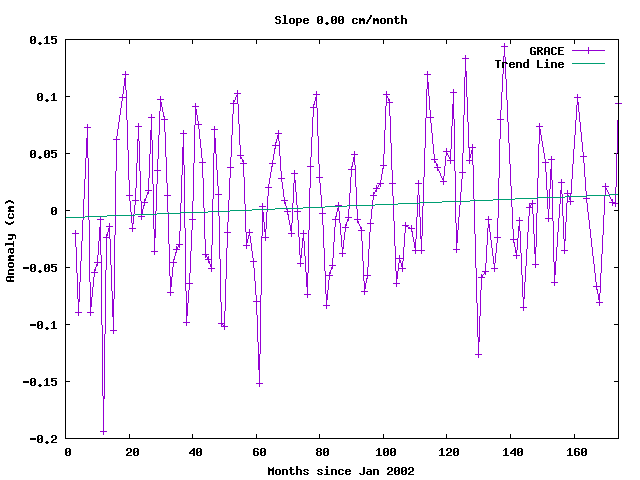 Slope 0.00 cm/month
0.15
0.1
0.05
0
-0.05
-0.1
-0.15
-0.2
Anomaly (cm)
GRACE
Trend Line
0 20 40 60 80 100 120 140 160
Months since Jan 2002